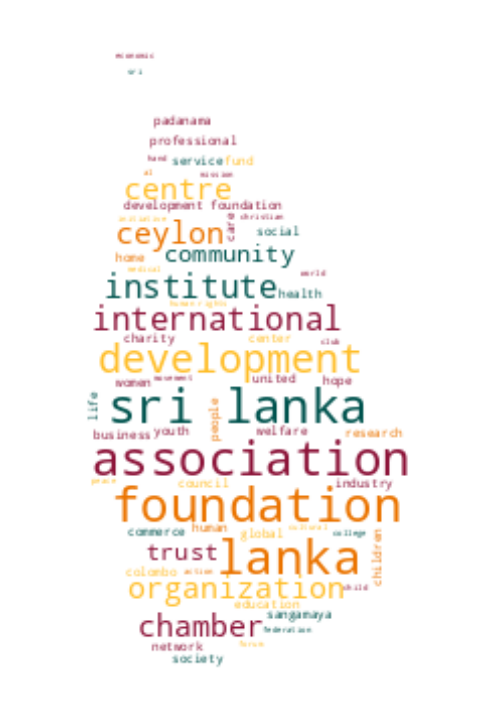 economic
sri
padanama
professional
hand service fund
al mission
centre
development foundation
initiative care christian
ceylon social
community
home
medical world
institute health
human rights
international
charity center club
development
women movement united hope
life sri lanka
people
business youth welfare research
association
peace council industry
foundation
commerce human global cultural college
trust lanka children
colombo action
organization child
education
sangamaya
chamber federation
network forum
society